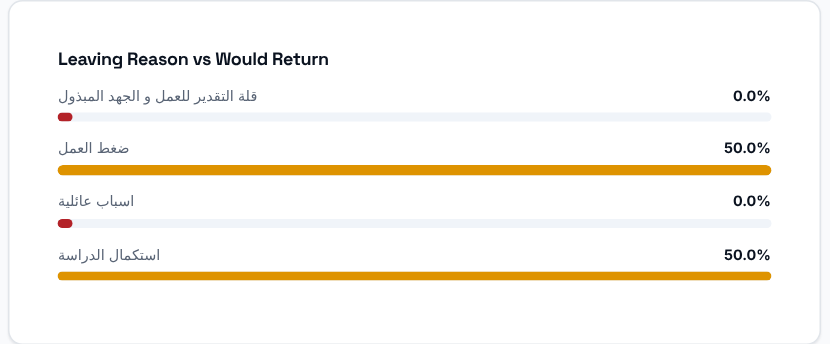 Leaving Reason vs Would Return
قلة التقدير للعمل و الجهد المبذول 0.0%
ضغط العمل 50.0%
اسباب عائلية 0.0%
استكمال الدراسة 50.0%